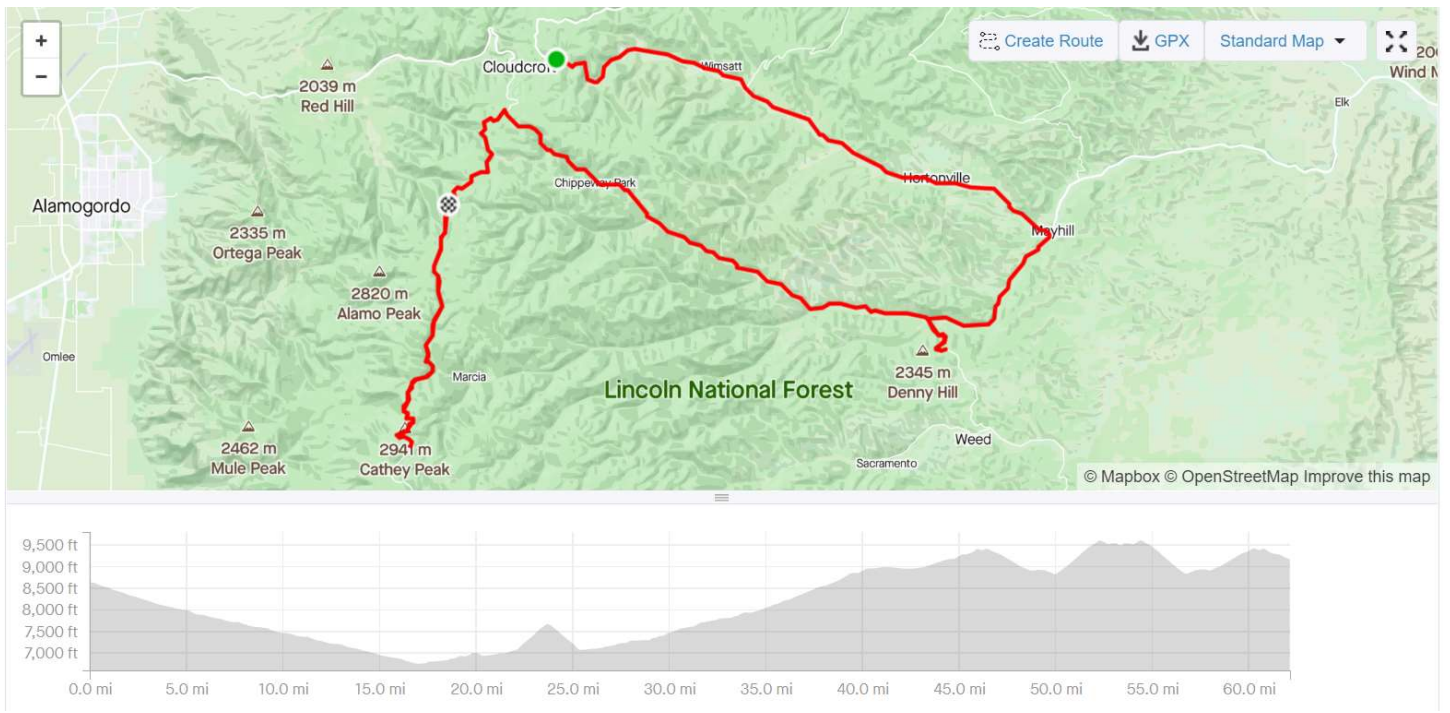 +
−
Create Route
GPX
Standard Map
Cloudcrof
Wimsatt
2039 m
Red Hill
Wind
Elk
Chippeway Park
Hortonville
Alamogordo
Mayhill
2335 m
Ortega Peak
2820 m
Alamo Peak
Omlee
Marcia
2345 m
Denny Hill
Lincoln National Forest
2462 m
Mule Peak
2941 m
Cathey Peak
Weed
Sacramento
© Mapbox © OpenStreetMap Improve this map
9,500 ft
9,000 ft
8,500 ft
8,000 ft
7,500 ft
7,000 ft
0.0 mi 5.0 mi 10.0 mi 15.0 mi 20.0 mi 25.0 mi 30.0 mi 35.0 mi 40.0 mi 45.0 mi 50.0 mi 55.0 mi 60.0 mi